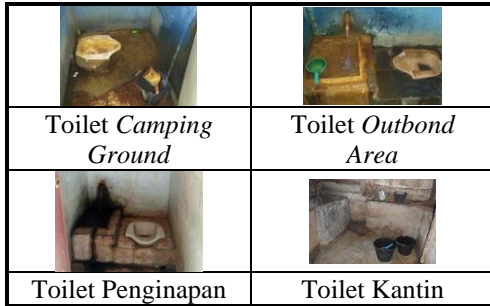 Toilet Camping
Ground
Toilet Outbond
Area
Toilet Penginapan
Toilet Kantin